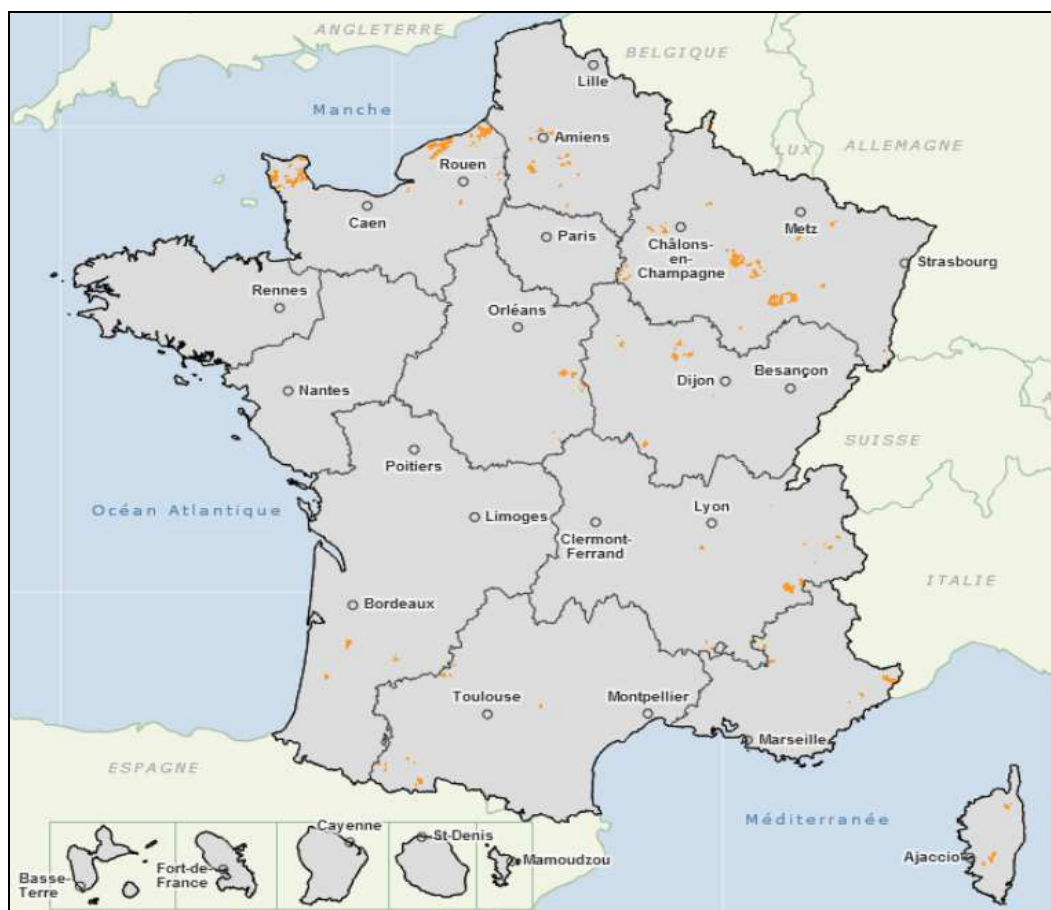 ANGLETERRE
BELGIQUE
Lille
Manche
Amiens
LUX
ALLEMAGNE
Rouen
Caen
Paris
Châlons-
en-
Champagne
Metz
Strasbourg
Rennes
Orléans
Nantes
Dijon
Besançon
SUISSE
Poitiers
Océan Atlantique
Limoges
Clermont-
Ferrand
Lyon
ITALIE
Bordeaux
Toulouse
Montpellier
Marseille
ESPAGNE
Méditerranée
Ajaccio
Basse-
Terre
Fort-de-
France
Cayenne
St-Denis
Mamoudzou